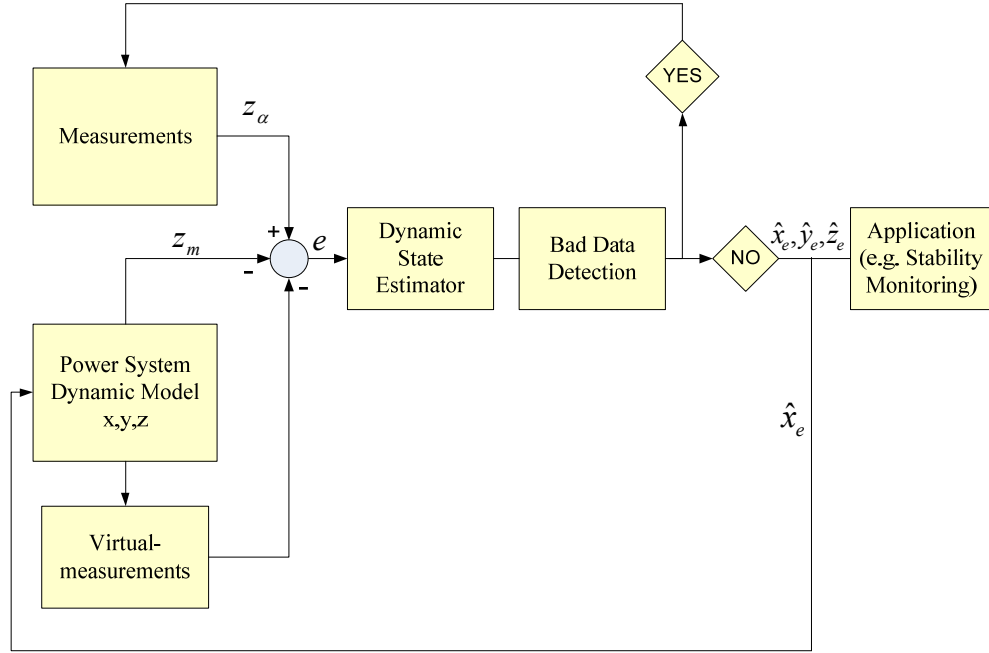 YES
Measurements
z_α
+
z_m
-
e
-
Dynamic
State
Estimator
Bad Data
Detection
NO
x̂_e, ŷ_e, ẑ_e
Application
(e.g. Stability
Monitoring)
Power System
Dynamic Model
x,y,z
x̂_e
Virtual-
measurements